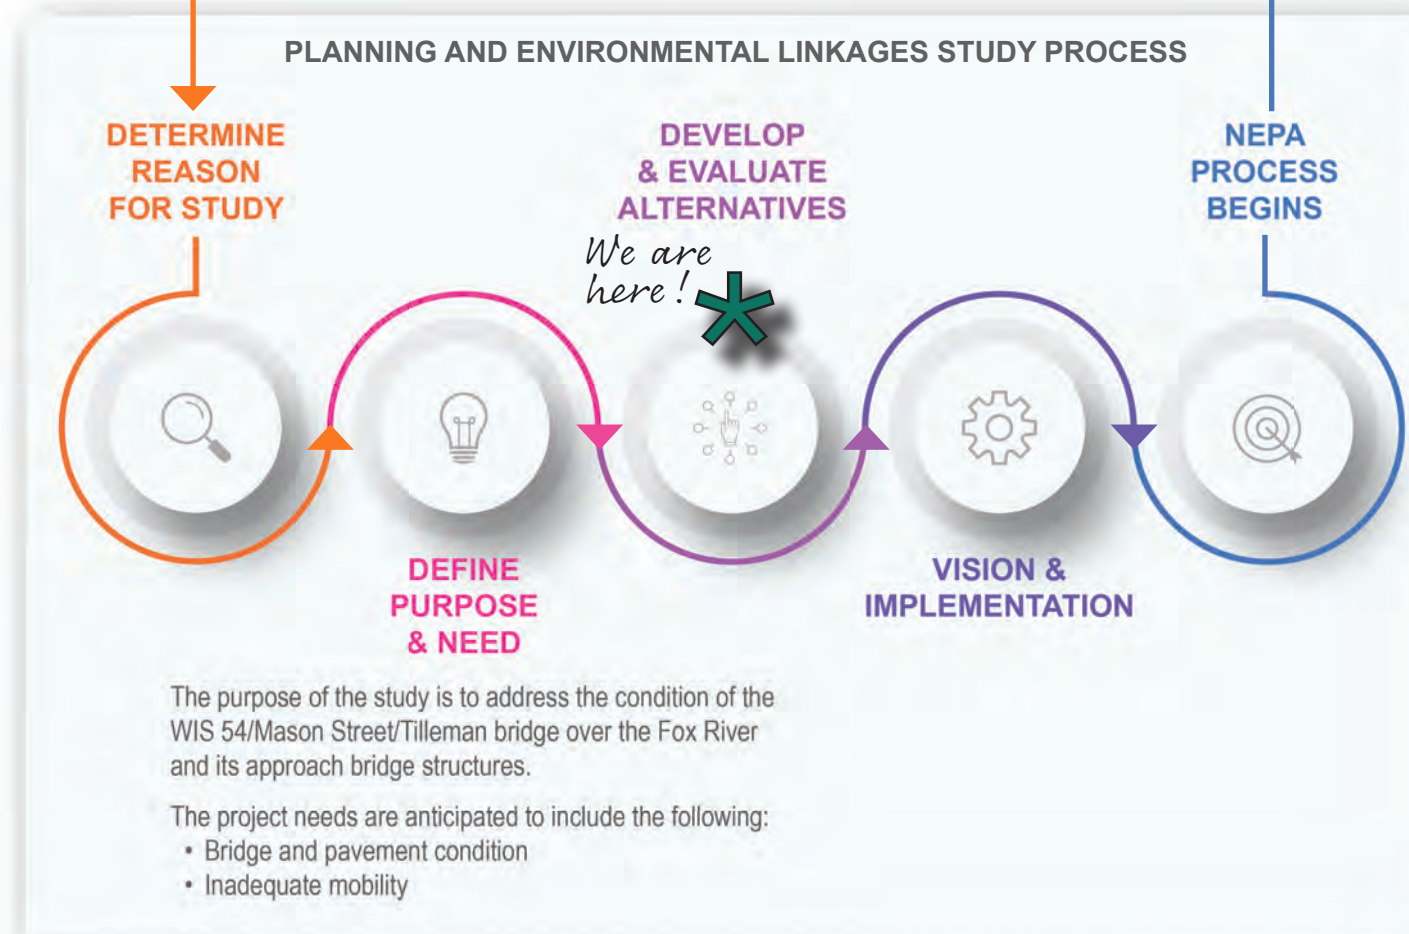 PLANNING AND ENVIRONMENTAL LINKAGES STUDY PROCESS
DETERMINE
REASON
FOR STUDY
DEFINE
PURPOSE
& NEED
DEVELOP
& EVALUATE
ALTERNATIVES
We are
here!
VISION &
IMPLEMENTATION
NEPA
PROCESS
BEGINS
The purpose of the study is to address the condition of the
WIS 54/Mason Street/Tilleman bridge over the Fox River
and its approach bridge structures.
The project needs are anticipated to include the following:
• Bridge and pavement condition
• Inadequate mobility